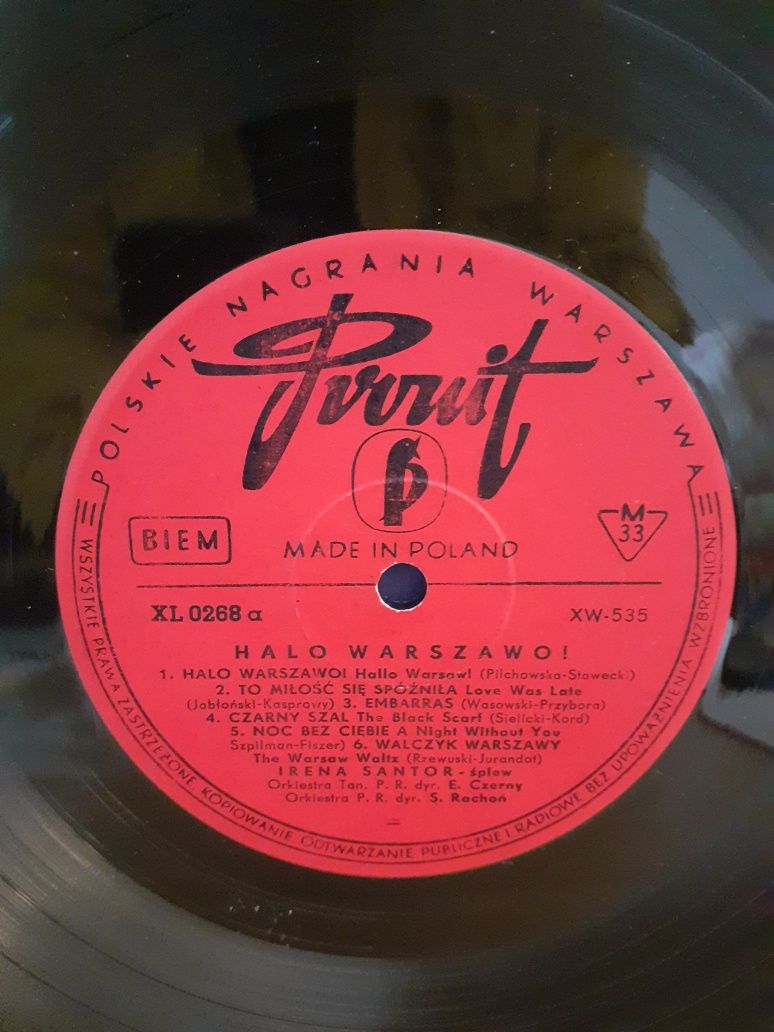 POLSKIE NAGRANIA WARSZAWA
Pronit
P
BIEM
MADE IN POLAND
M
33
XL 0268 a
XW-535
HALO WARSZAWO!
1. HALO WARSZAWO! Hallo Warsaw! (Pilchowska-Stawecki)
2. TO MIŁOŚĆ SIĘ SPÓŹNIŁA Love Was Late
(Jabłoński-Kasprowy) 3. EMBARRAS (Wasowski-Przybora)
4. CZARNY SZAL The Black Scarf (Sielicki-Kord)
5. NOC BEZ CIEBIE A Night Without You
Szpilman-Fiszer) 6. WALCZYK WARSZAWY
The Warsaw Waltz (Rzewuski-Jurandot)
IRENA SANTOR - śpiew
Orkiestra Tan. P. R. dyr. E. Czerny
Orkiestra P. R. dyr. S. Rachoń
WSZYSTKIE PRAWA ZASTRZEŻONE. KOPIOWANIE ODTWARZANIE PUBLICZNE I RADIOWE BEZ UPOWAŻNIENIA WZBRONIONE